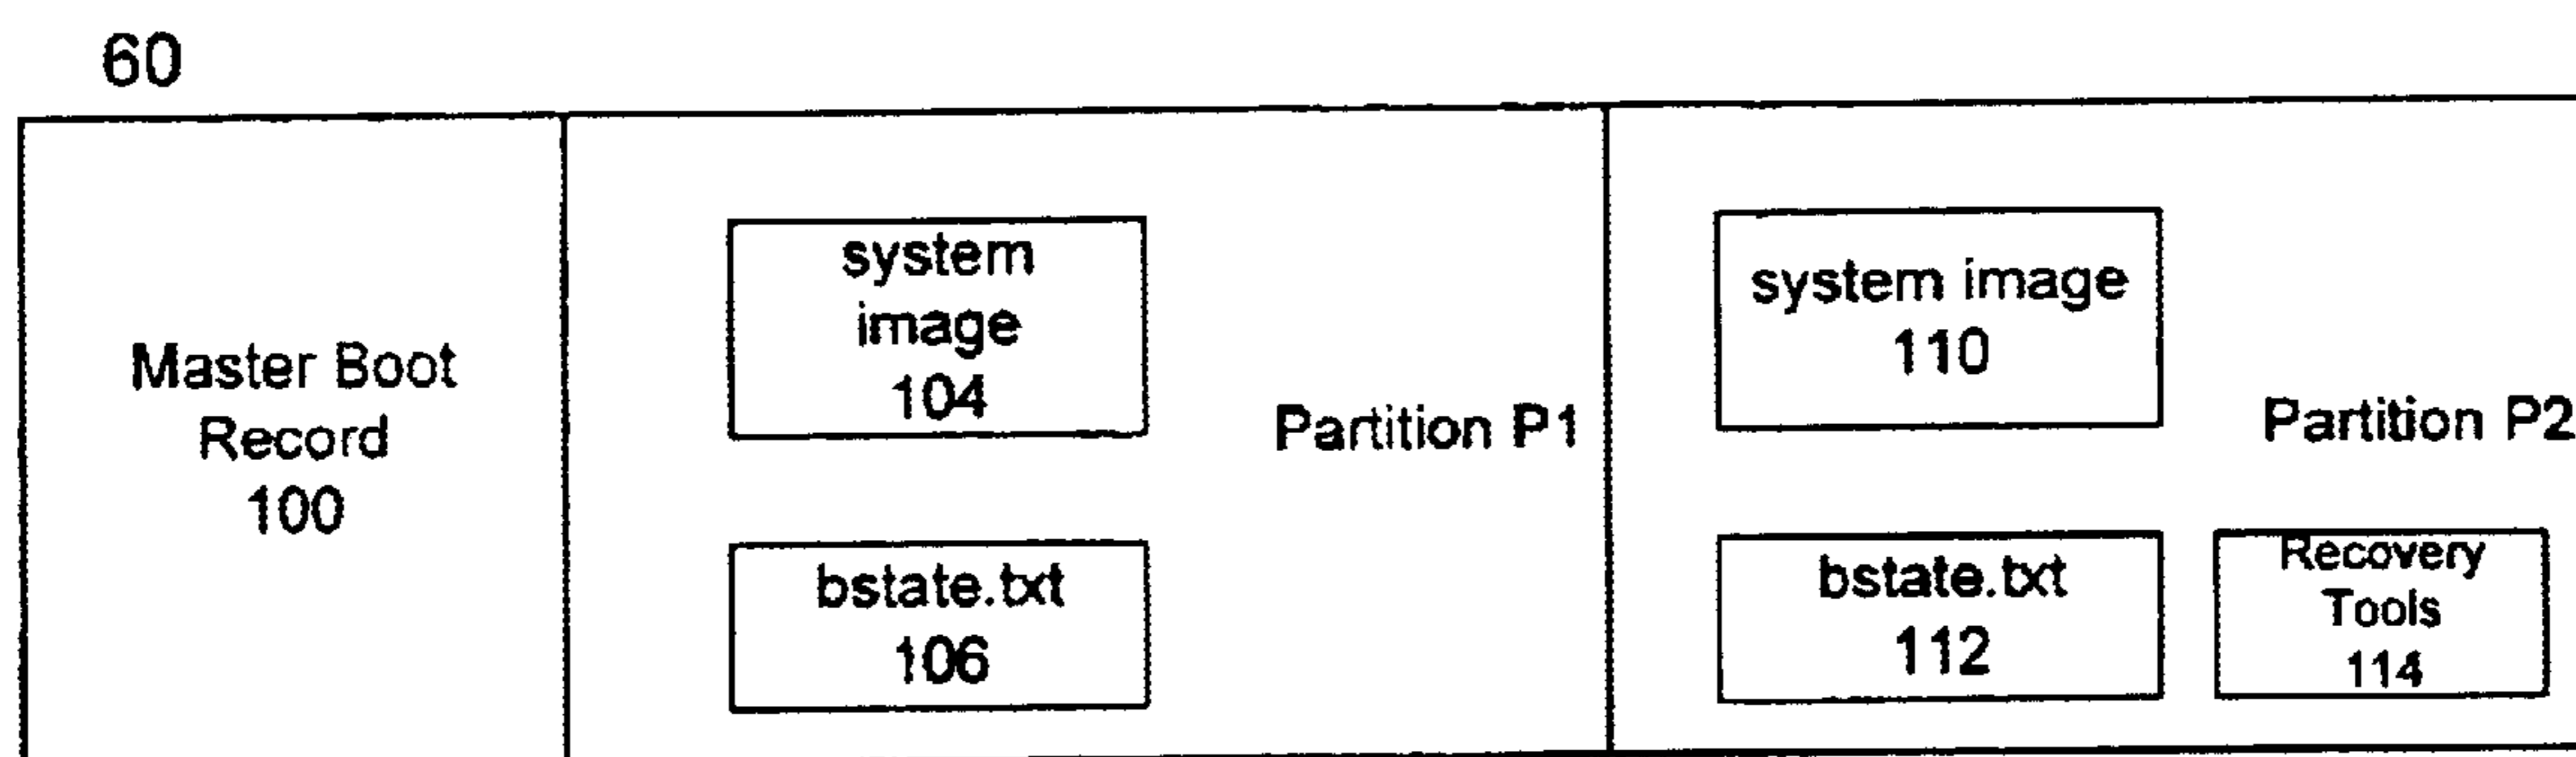 60
Master Boot
Record
100
system
image
104
bstate.txt
106
Partition P1
system image
110
bstate.txt
112
Recovery
Tools
114
Partition P2